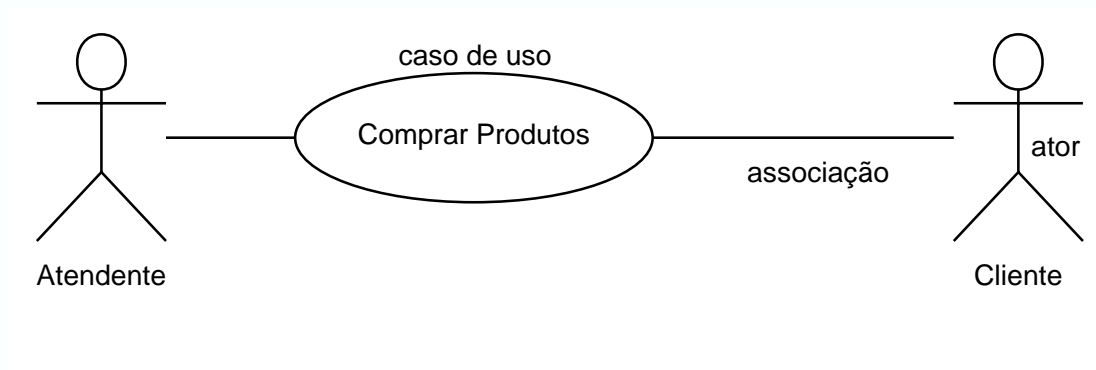 caso de uso
Comprar Produtos
ator
associação
Atendente
Cliente